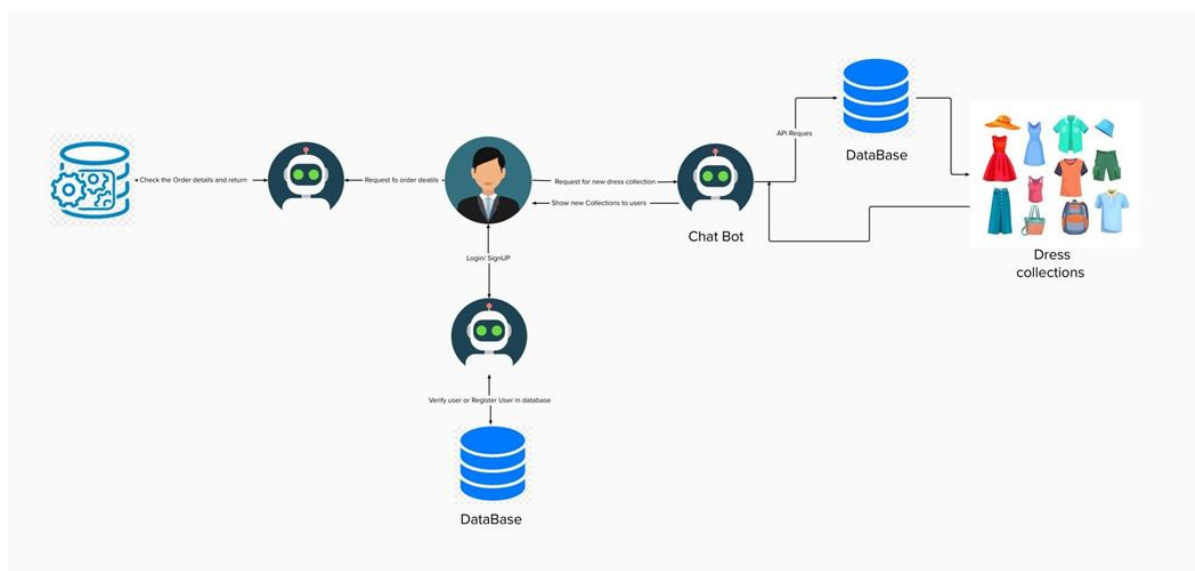 APi Reques
DataBase
Check the Order details and return
Request fo order deatils
Request for new dress collection
Show new Collections to users
Chat Bot
Dress
collections
Login/ SignUP
Verify user or Register User in database
DataBase